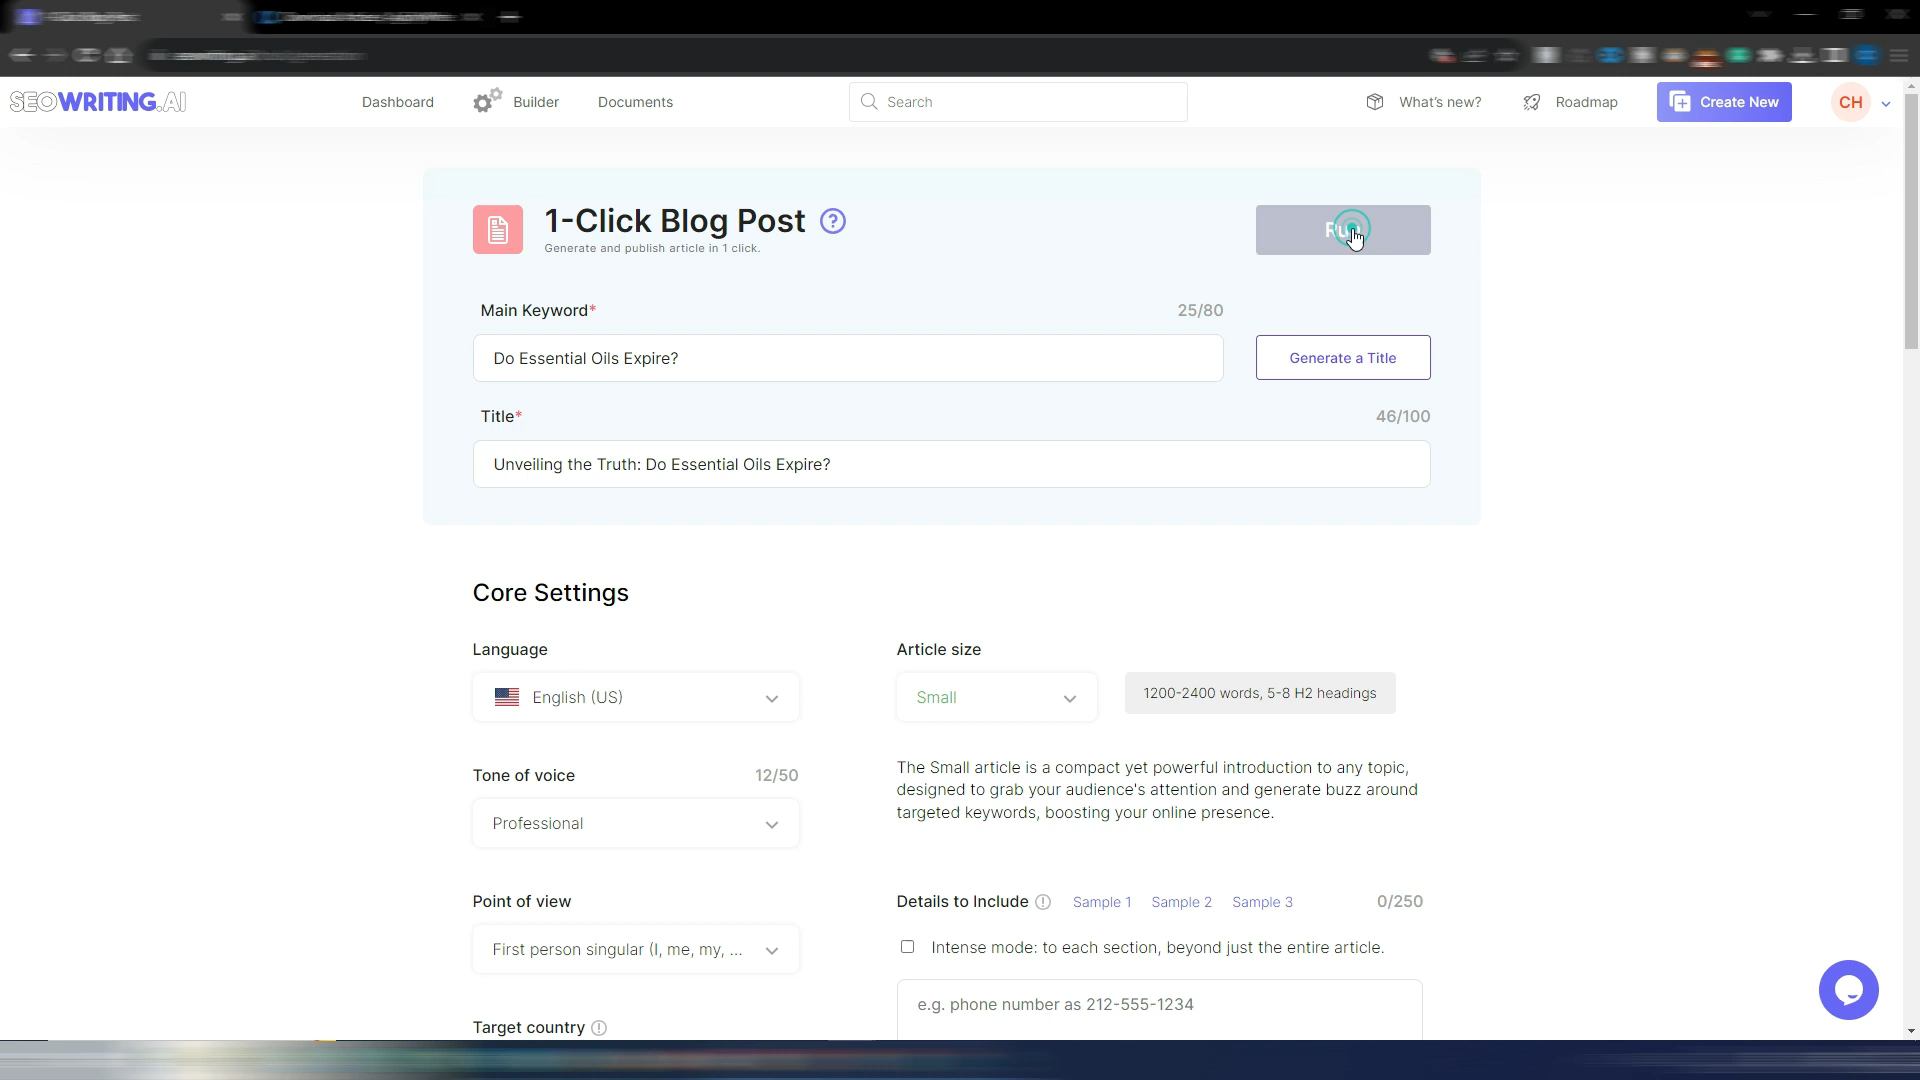 SEOWRITING.AI
Dashboard
Builder
Documents
Search
What's new?
Roadmap
Create New
CH
1-Click Blog Post
Generate and publish article in 1 click.
Run
Main Keyword*
25/80
Do Essential Oils Expire?
Generate a Title
Title*
46/100
Unveiling the Truth: Do Essential Oils Expire?
Core Settings
Language
English (US)
Article size
Small
1200-2400 words, 5-8 H2 headings
The Small article is a compact yet powerful introduction to any topic,
designed to grab your audience's attention and generate buzz around
targeted keywords, boosting your online presence.
Tone of voice
12/50
Professional
Point of view
First person singular (I, me, my, ...
Details to Include
Sample 1
Sample 2
Sample 3
0/250
Intense mode: to each section, beyond just the entire article.
e.g. phone number as 212-555-1234
Target country